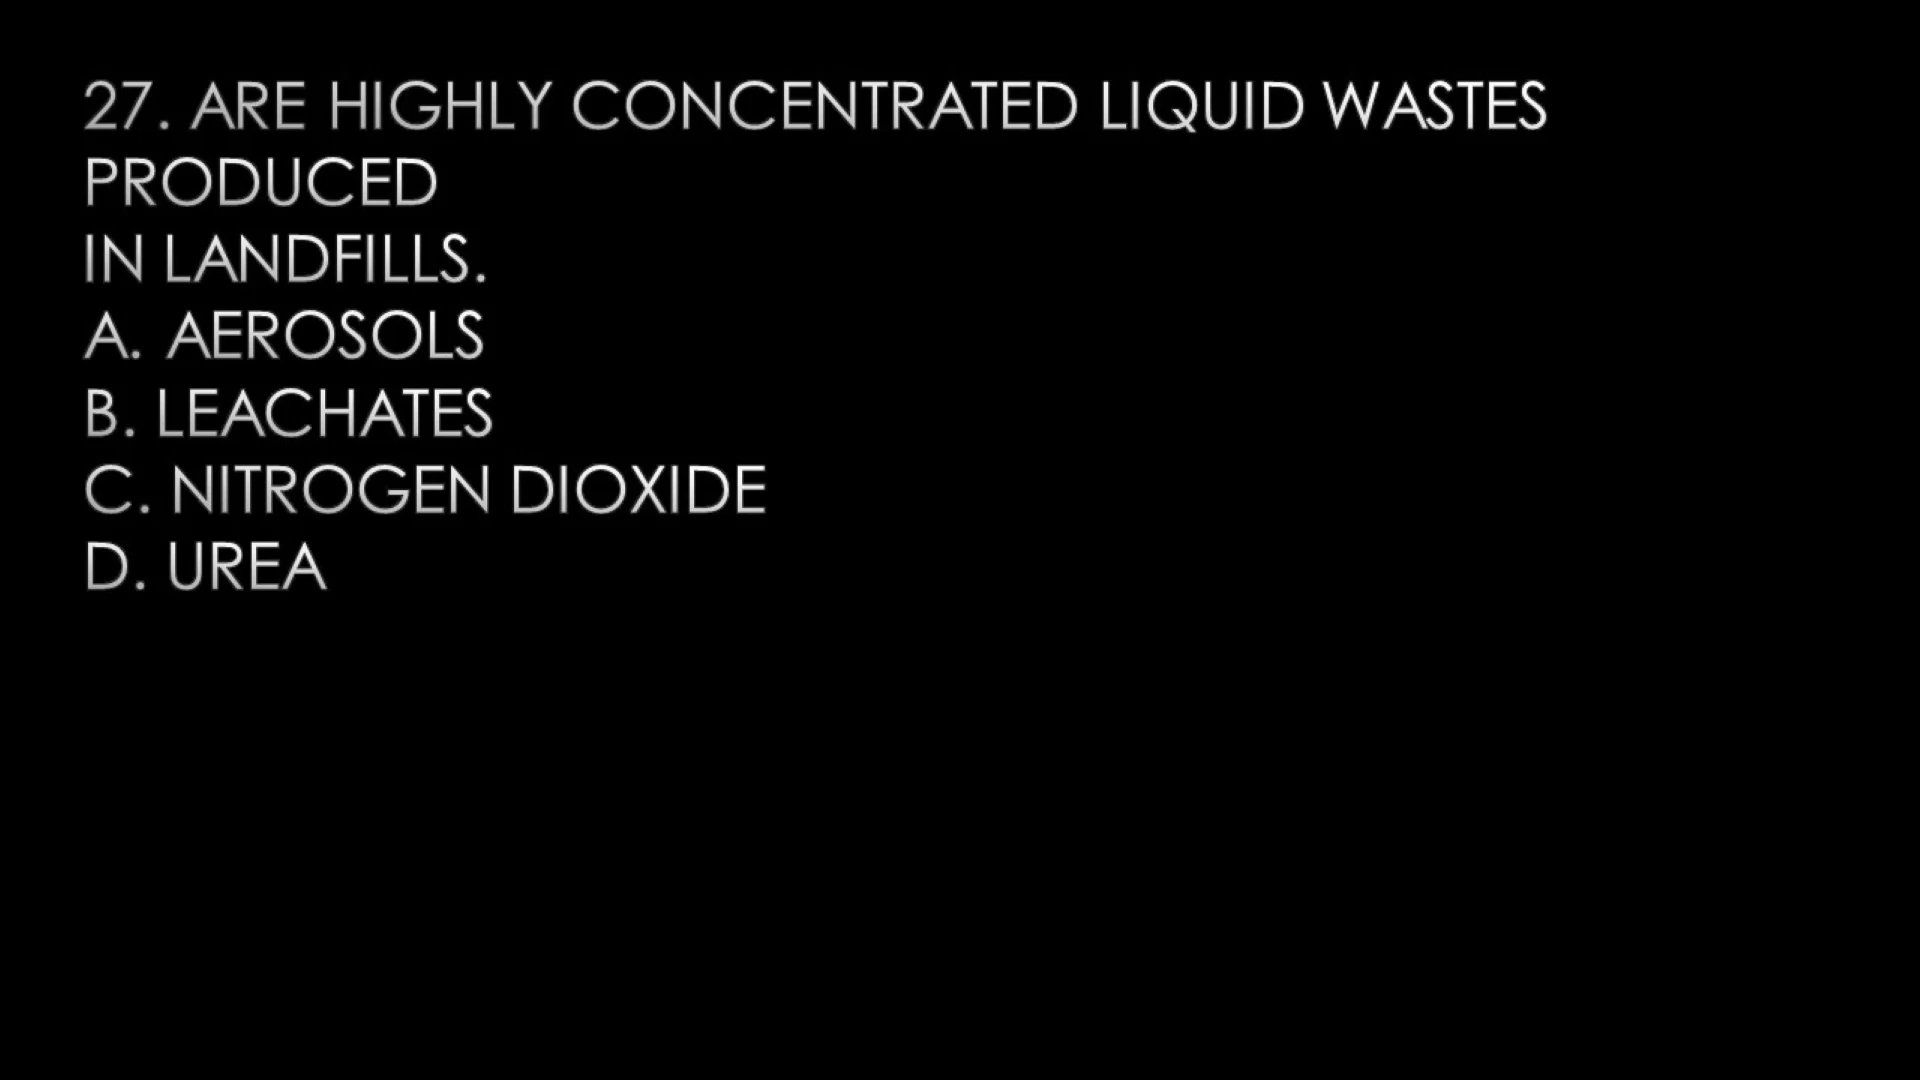 27. ARE HIGHLY CONCENTRATED LIQUID WASTES
PRODUCED
IN LANDFILLS.
A. AEROSOLS
B. LEACHATES
C. NITROGEN DIOXIDE
D. UREA